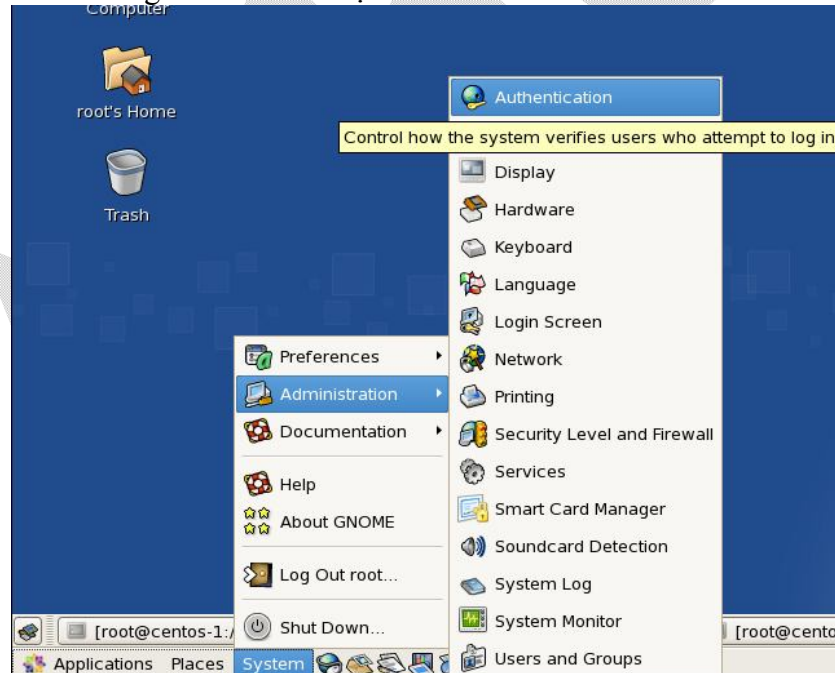 Computer
root's Home
Trash
Authentication
Control how the system verifies users who attempt to log in
Display
Hardware
Keyboard
Language
Login Screen
Network
Printing
Security Level and Firewall
Services
Smart Card Manager
Soundcard Detection
System Log
System Monitor
Users and Groups
Preferences
Administration
Documentation
Help
About GNOME
Log Out root...
Shut Down...
[root@centos-1:/
[root@cento
Applications Places System